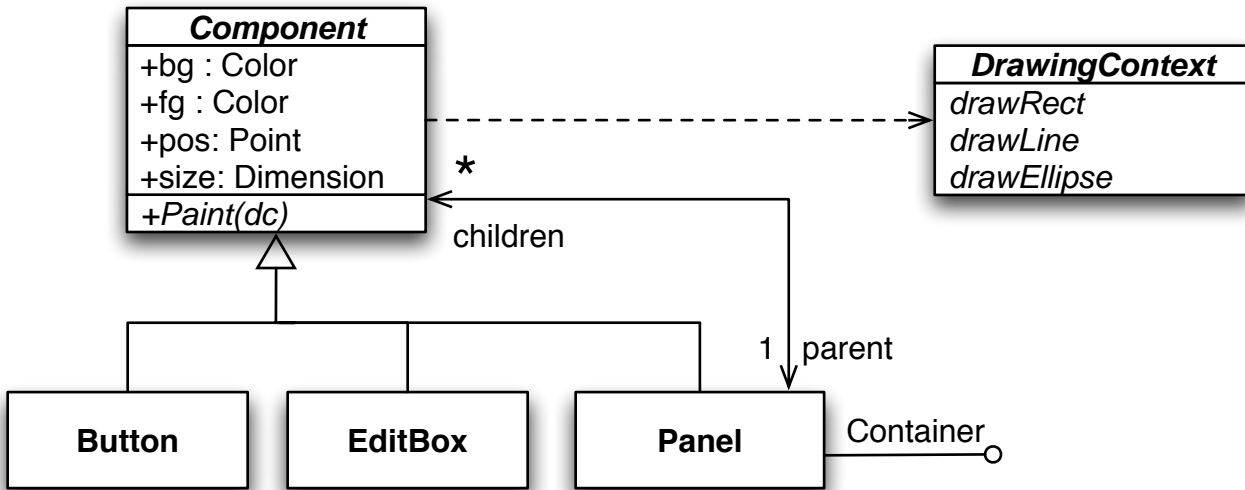 Component
+bg : Color
+fg : Color
+pos: Point
+size: Dimension
+Paint(dc)
DrawingContext
drawRect
drawLine
drawEllipse
*
children
1 parent
Button
EditBox
Panel
Container